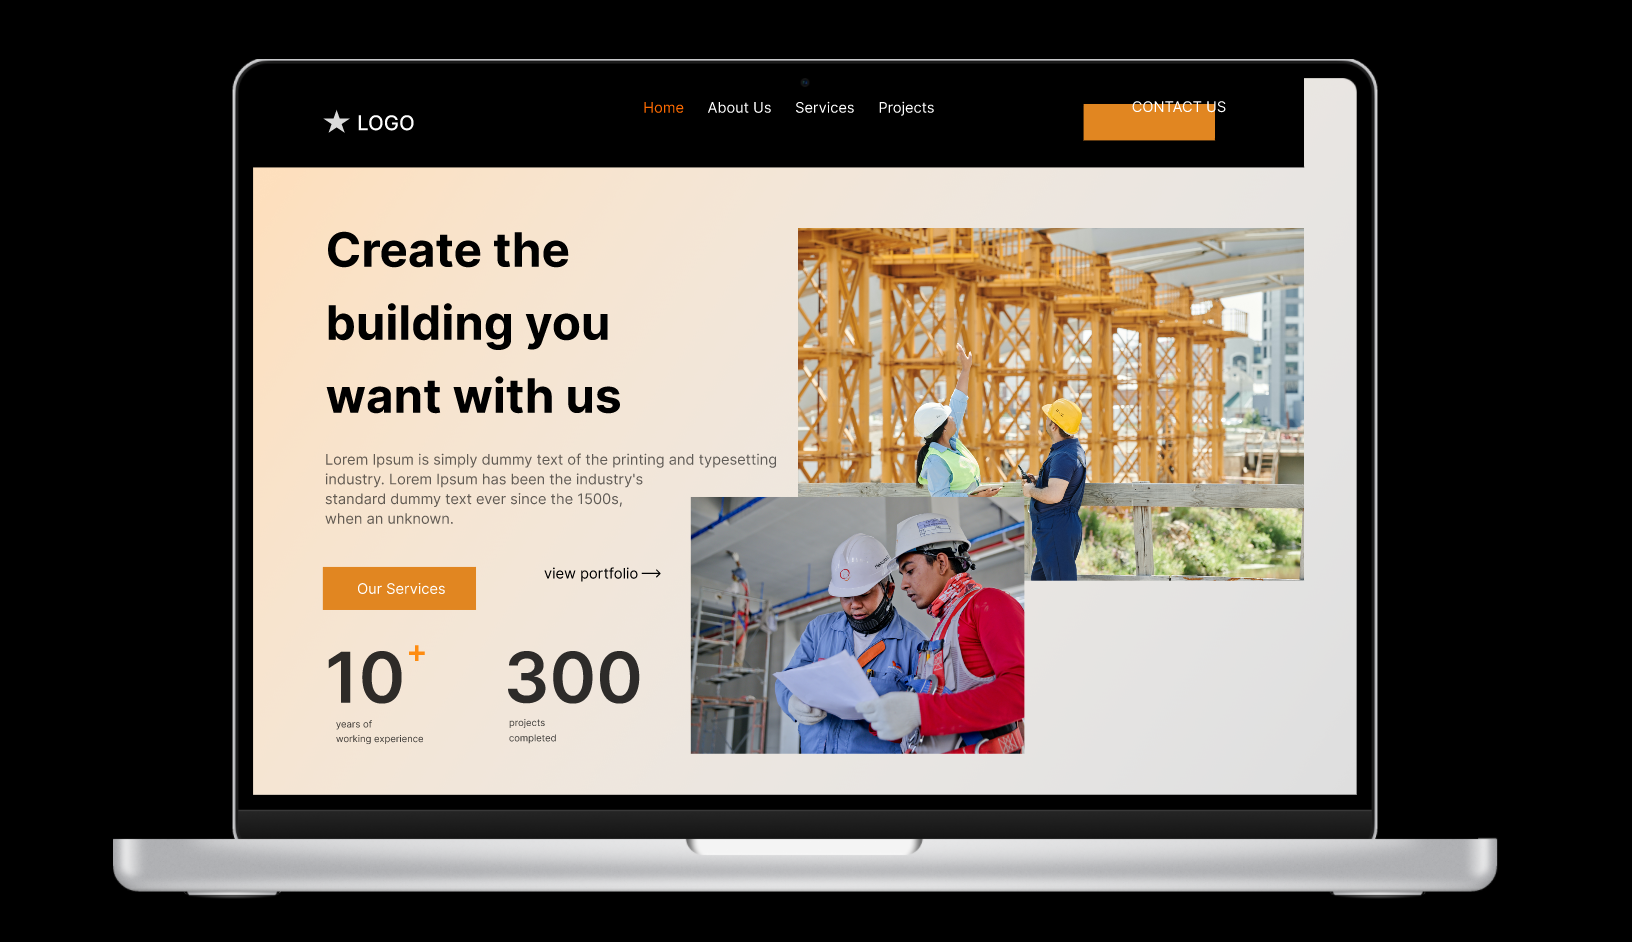 LOGO
Home About Us Services Projects
CONTACT US
Create the
building you
want with us
Lorem Ipsum is simply dummy text of the printing and typesetting
industry. Lorem Ipsum has been the industry's
standard dummy text ever since the 1500s,
when an unknown.
Our Services
view portfolio
10+
years of
working experience
300
projects
completed